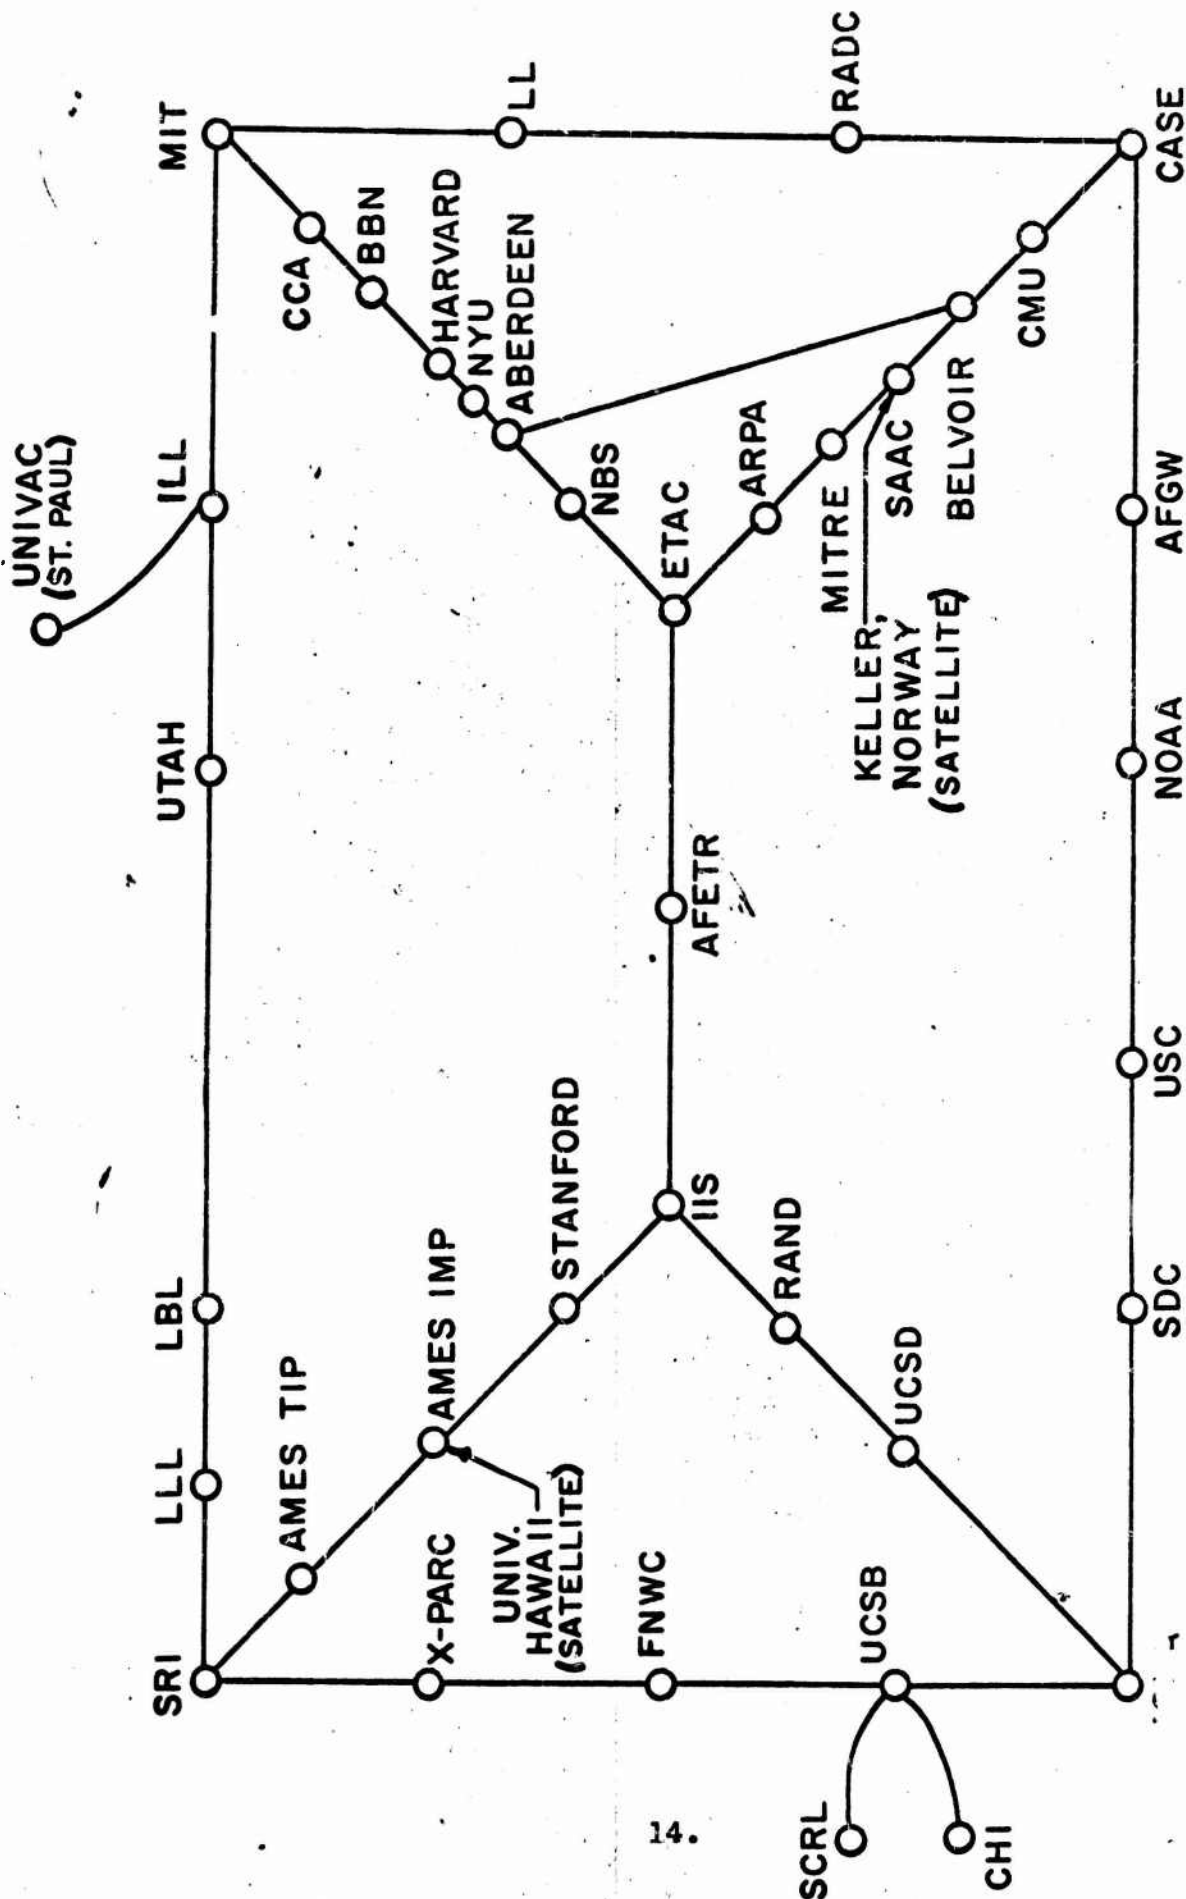 UNIVAC
(ST. PAUL)
SRI
LLL
LBL
UTAH
ILL
MIT
AMES TIP
CCA
BBN
X-PARC
AMES IMP
HARVARD
NYU
ABERDEEN
LL
UNIV.
HAWAII
(SATELLITE)
STANFORD
NBS
FNWC
IIS
AFETR
ETAC
ARPA
RAND
MITRE
RADC
SCRL
UCSB
UCSD
KELLER,
NORWAY
(SATELLITE)
SAAC
BELVOIR
CMU
CHI
SDC
USC
NOAA
AFGW
CASE
14.